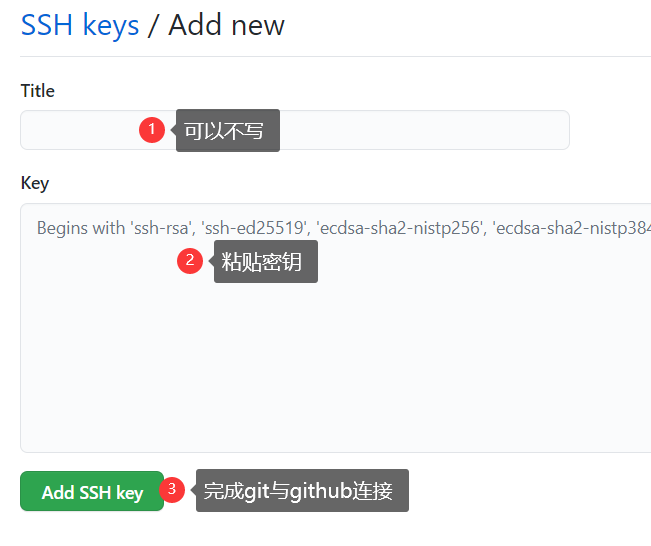 SSH keys / Add new
Title
1 可以不写
Key
Begins with 'ssh-rsa', 'ssh-ed25519', 'ecdsa-sha2-nistp256', 'ecdsa-sha2-nistp384
2 粘贴密钥
Add SSH key 3 完成git与github连接